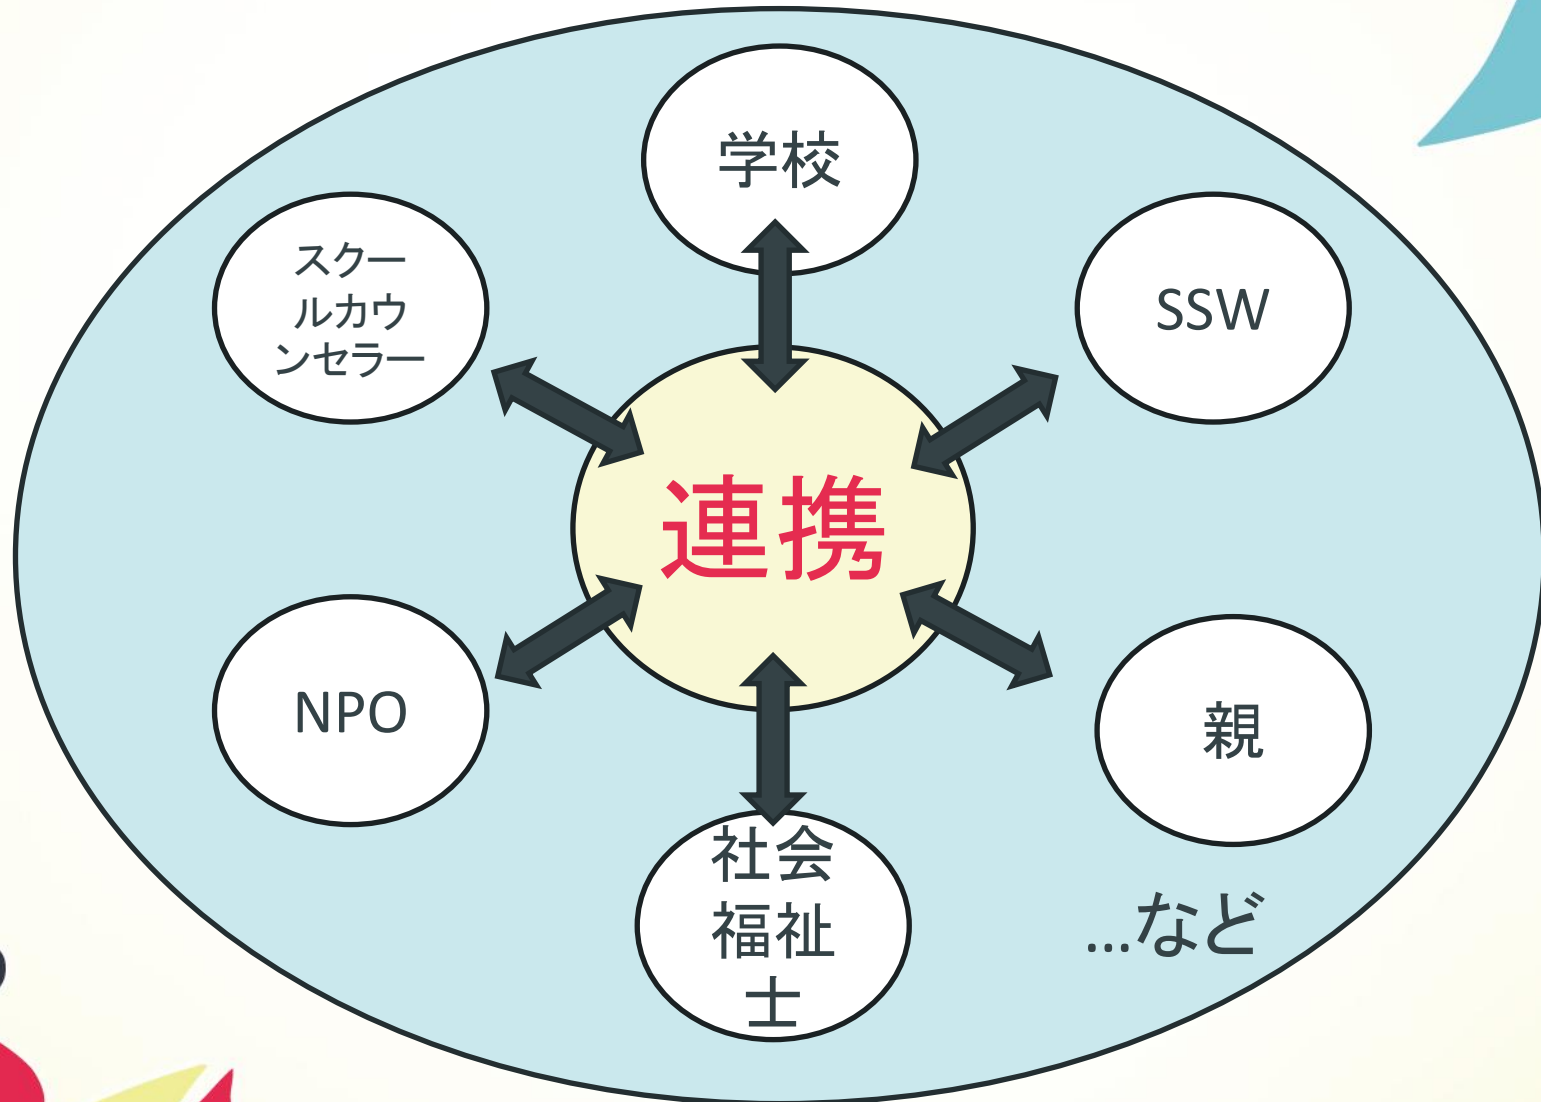 学校
スクー
ルカウ
ンセラー
SSW
連携
NPO
親
社会
福祉
士
…など